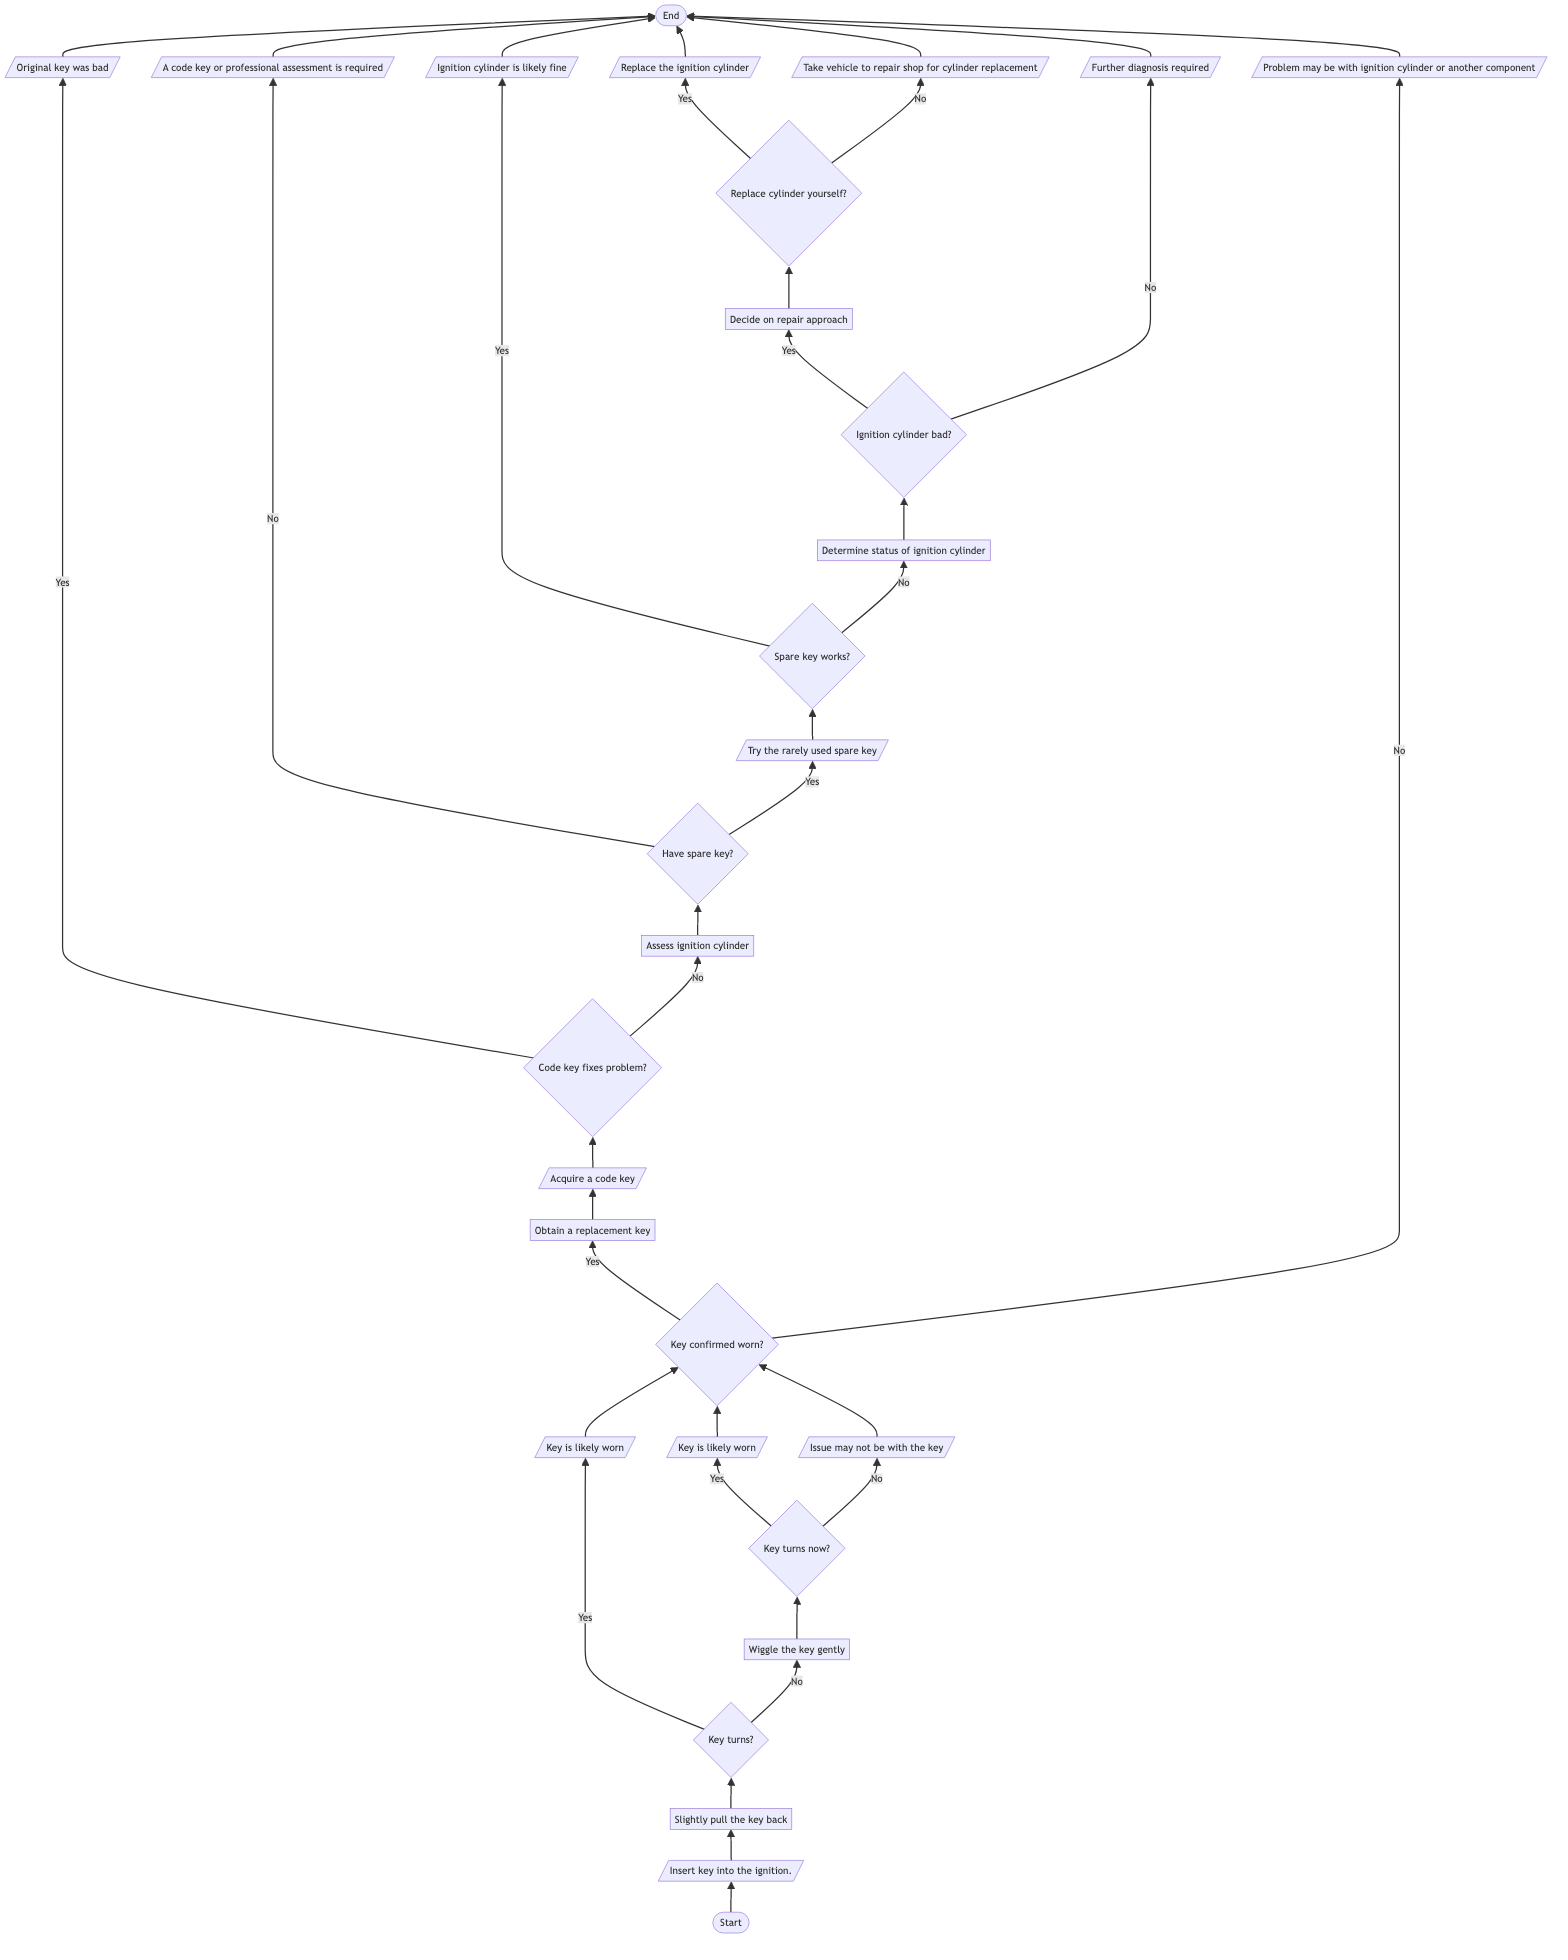 End
Original key was bad
A code key or professional assessment is required
Ignition cylinder is likely fine
Replace the ignition cylinder
Take vehicle to repair shop for cylinder replacement
Further diagnosis required
Problem may be with ignition cylinder or another component
Yes
No
Replace cylinder yourself?
No
Decide on repair approach
Yes
Yes
Ignition cylinder bad?
No
Determine status of ignition cylinder
Yes
No
Spare key works?
Try the rarely used spare key
No
Yes
Have spare key?
Assess ignition cylinder
No
Code key fixes problem?
Acquire a code key
Obtain a replacement key
Yes
Key confirmed worn?
Key is likely worn
Key is likely worn
Issue may not be with the key
Yes
No
Key turns now?
Yes
Wiggle the key gently
No
Key turns?
Slightly pull the key back
Insert key into the ignition.
Start